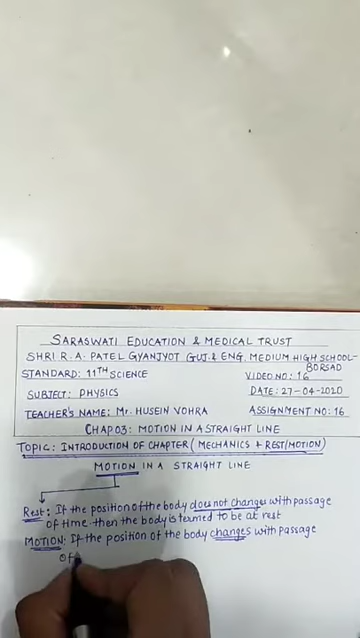 SARASWATI EDUCATION & MEDICAL TRUST
SHRI R.A. PATEL GYANJYOT GUJ. & ENG. MEDIUM HIGH SCHOOL-
BORSAD
STANDARD: 11TH SCIENCE VIDEO NO: 16
SUBJECT: PHYSICS DATE: 27-04-2020
TEACHER'S NAME: Mr. HUSEIN VOHRA ASSIGNMENT NO: 16
CHAP.03: MOTION IN A STRAIGHT LINE
TOPIC: INTRODUCTION OF CHAPTER (MECHANICS + REST/MOTION)
MOTION IN A STRAIGHT LINE
Rest: If the position of the body does not changes with passage
of time then the body is termed to be at rest
MOTION: If the position of the body changes with passage
of